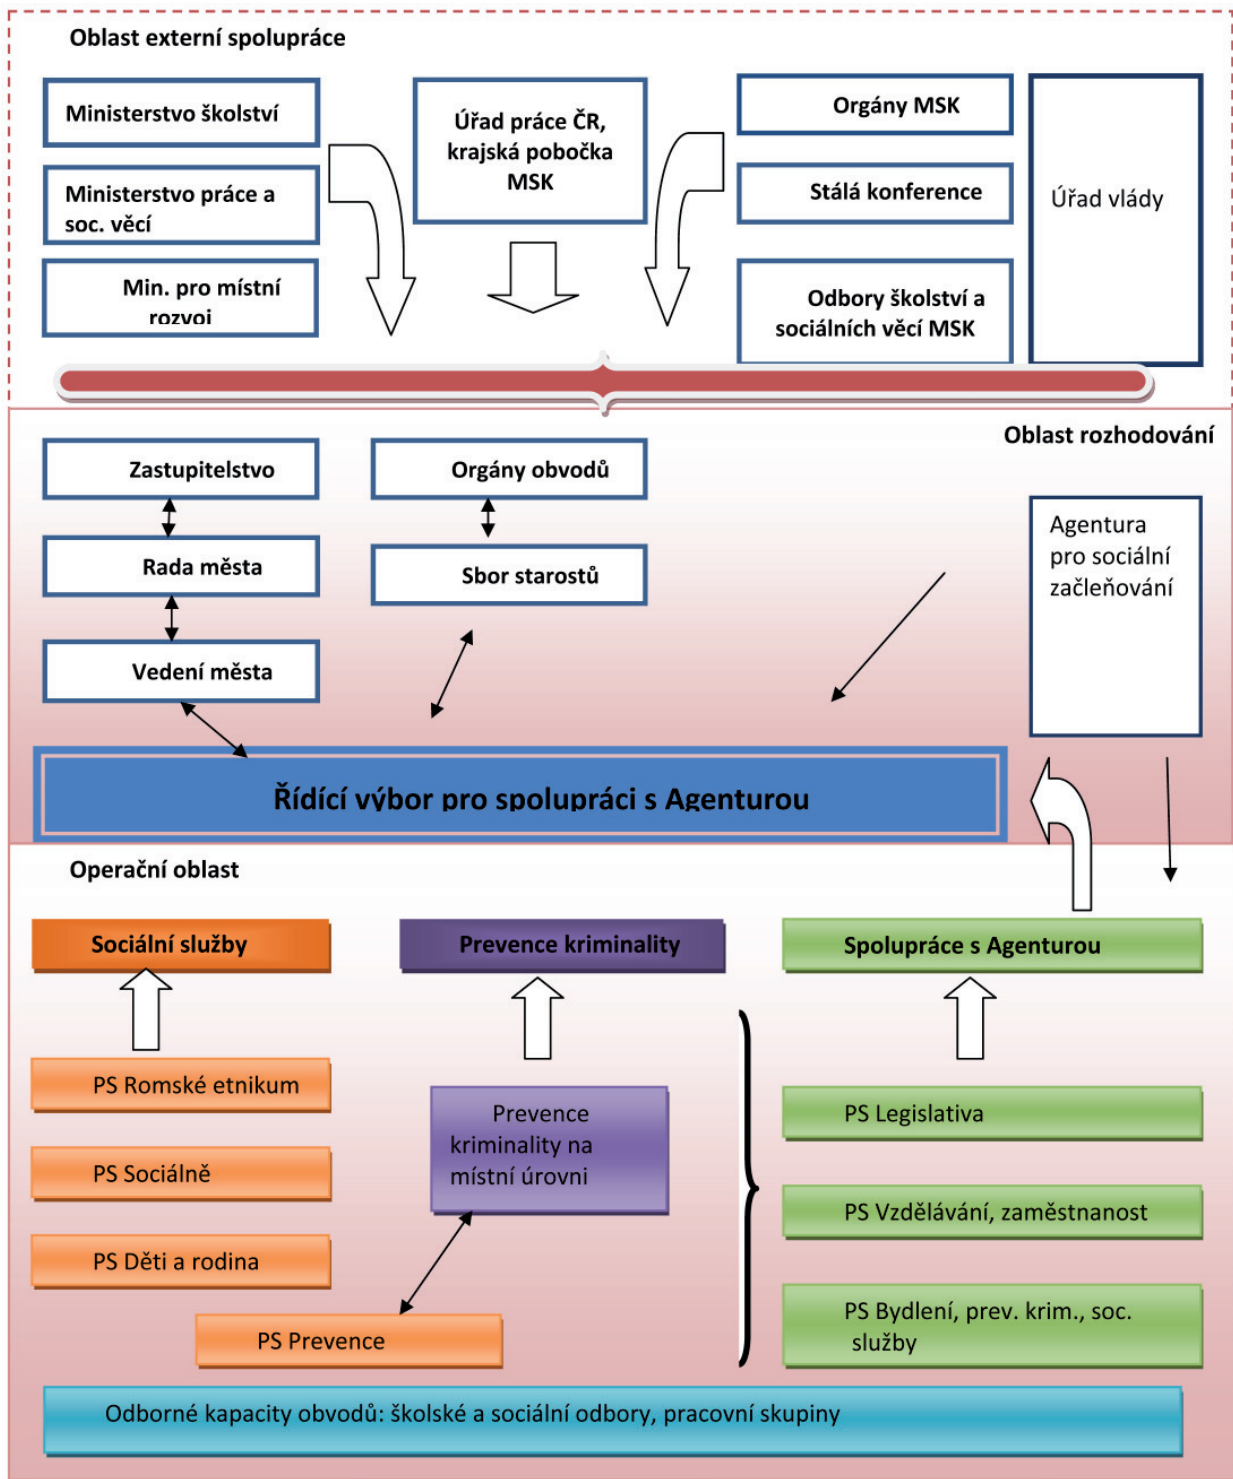 Oblast externí spolupráce
Ministerstvo školství
Ministerstvo práce a
soc. věcí
Min. pro místní
rozvoj
Úřad práce ČR,
krajská pobočka
MSK
Orgány MSK
Stálá konference
Odbory školství a
sociálních věcí MSK
Úřad vlády
Oblast rozhodování
Zastupitelstvo
Rada města
Vedení města
Orgány obvodů
Sbor starostů
Agentura
pro sociální
začleňování
Řídící výbor pro spolupráci s Agenturou
Operační oblast
Sociální služby
PS Romské etnikum
PS Sociálně
PS Děti a rodina
PS Prevence
Prevence kriminality
Prevence
kriminality na
místní úrovni
Spolupráce s Agenturou
PS Legislativa
PS Vzdělávání, zaměstnanost
PS Bydlení, prev. krim., soc.
služby
Odborné kapacity obvodů: školské a sociální odbory, pracovní skupiny